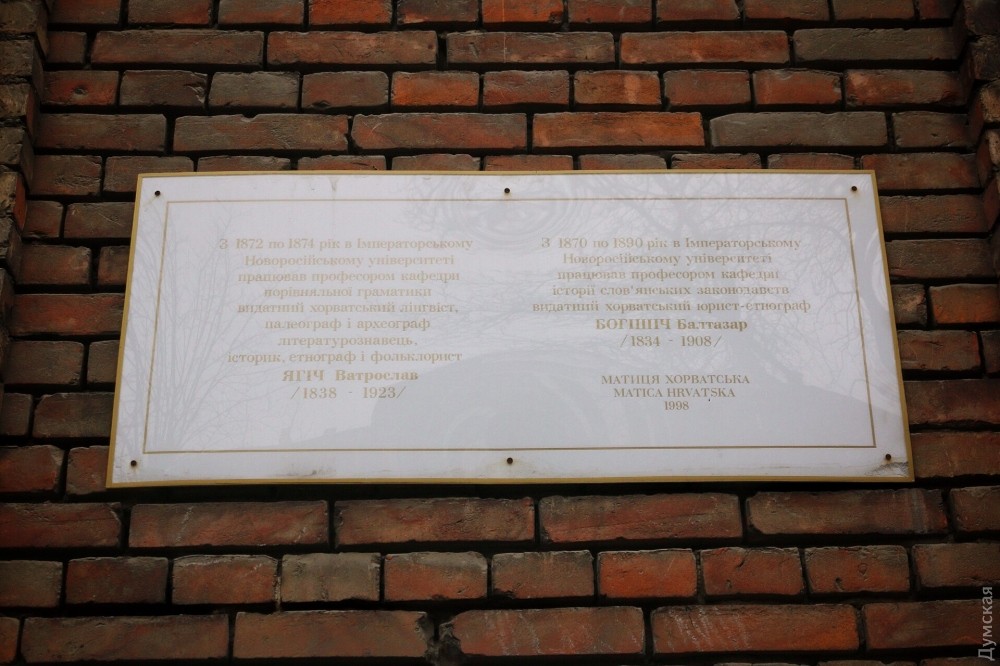 З 1872 по 1874 рік в Імператорському
Новоросійському університеті
працював професором кафедри
порівняльної граматики
видатний хорватський лінгвіст,
палеограф і археограф
літературознавець,
історик, етнограф і фольклорист
ЯГІЧ Ватрослав
/1838 - 1923/
З 1870 по 1890 рік в Імператорському
Новоросійському університеті
працював професором кафедри
історії слов'янських законодавств
видатний хорватський юрист-етнограф
БОГІШІЧ Балтазар
/1834 - 1908/
МАТИЦЯ ХОРВАТСЬКА
MATICA HRVATSKA
1998
Думская